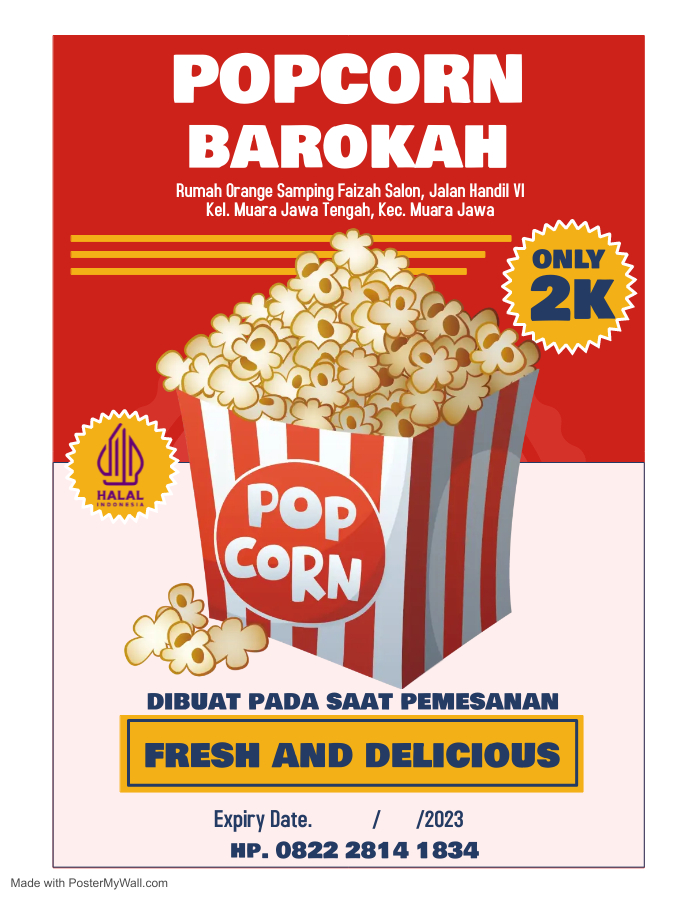 POPCORN
BAROKAH
Rumah Orange Samping Faizah Salon, Jalan Handil VI
Kel. Muara Jawa Tengah, Kec. Muara Jawa
ONLY
2K
HALAL
INDONESIA
POP
CORN
DIBUAT PADA SAAT PEMESANAN
FRESH AND DELICIOUS
Expiry Date. / /2023
HP. 0822 2814 1834
Made with PosterMyWall.com